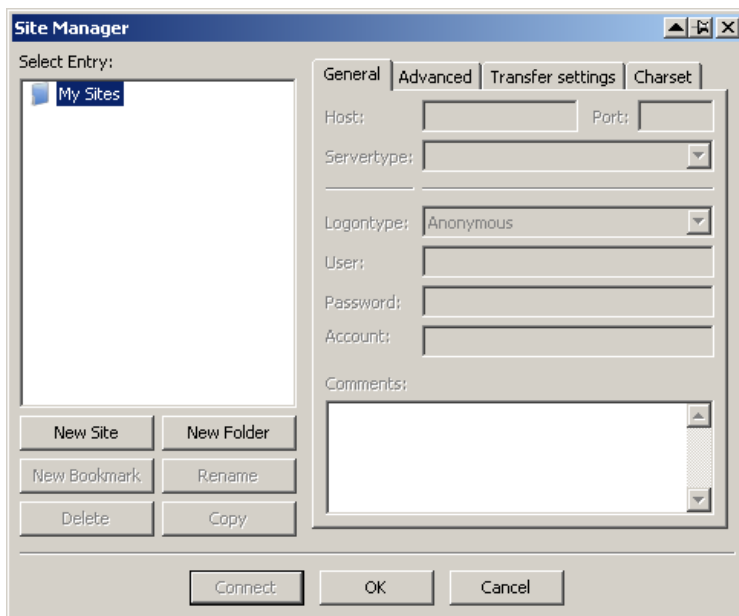 Site Manager
Select Entry:
My Sites
New Site
New Folder
New Bookmark
Rename
Delete
Copy
General
Advanced
Transfer settings
Charset
Host:
Port:
Servertype:
Logontype:
Anonymous
User:
Password:
Account:
Comments:
Connect
OK
Cancel